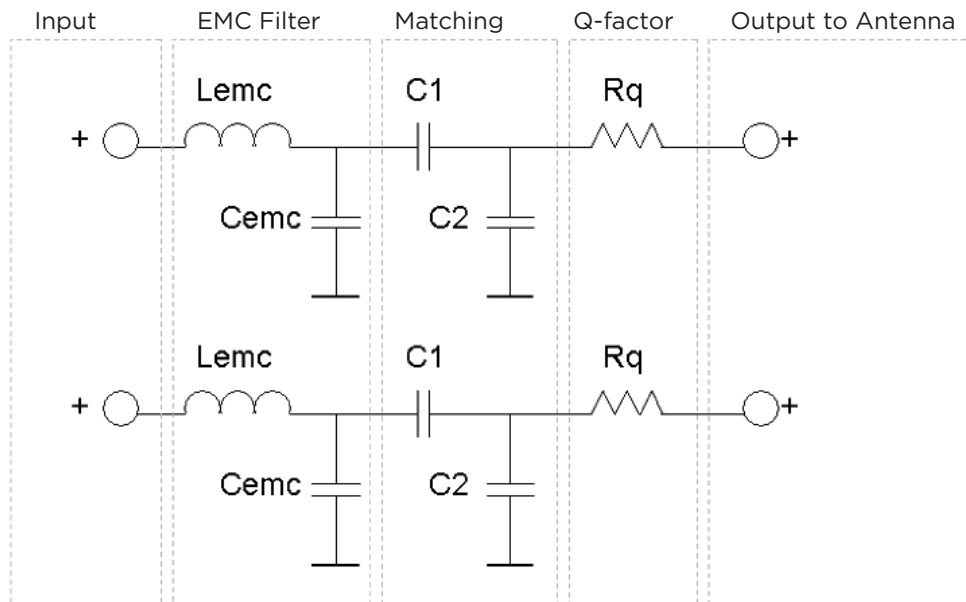 Input EMC Filter Matching Q-factor Output to Antenna
Lemc C1 Rq
+ +
Cemc C2
Lemc C1 Rq
+ +
Cemc C2